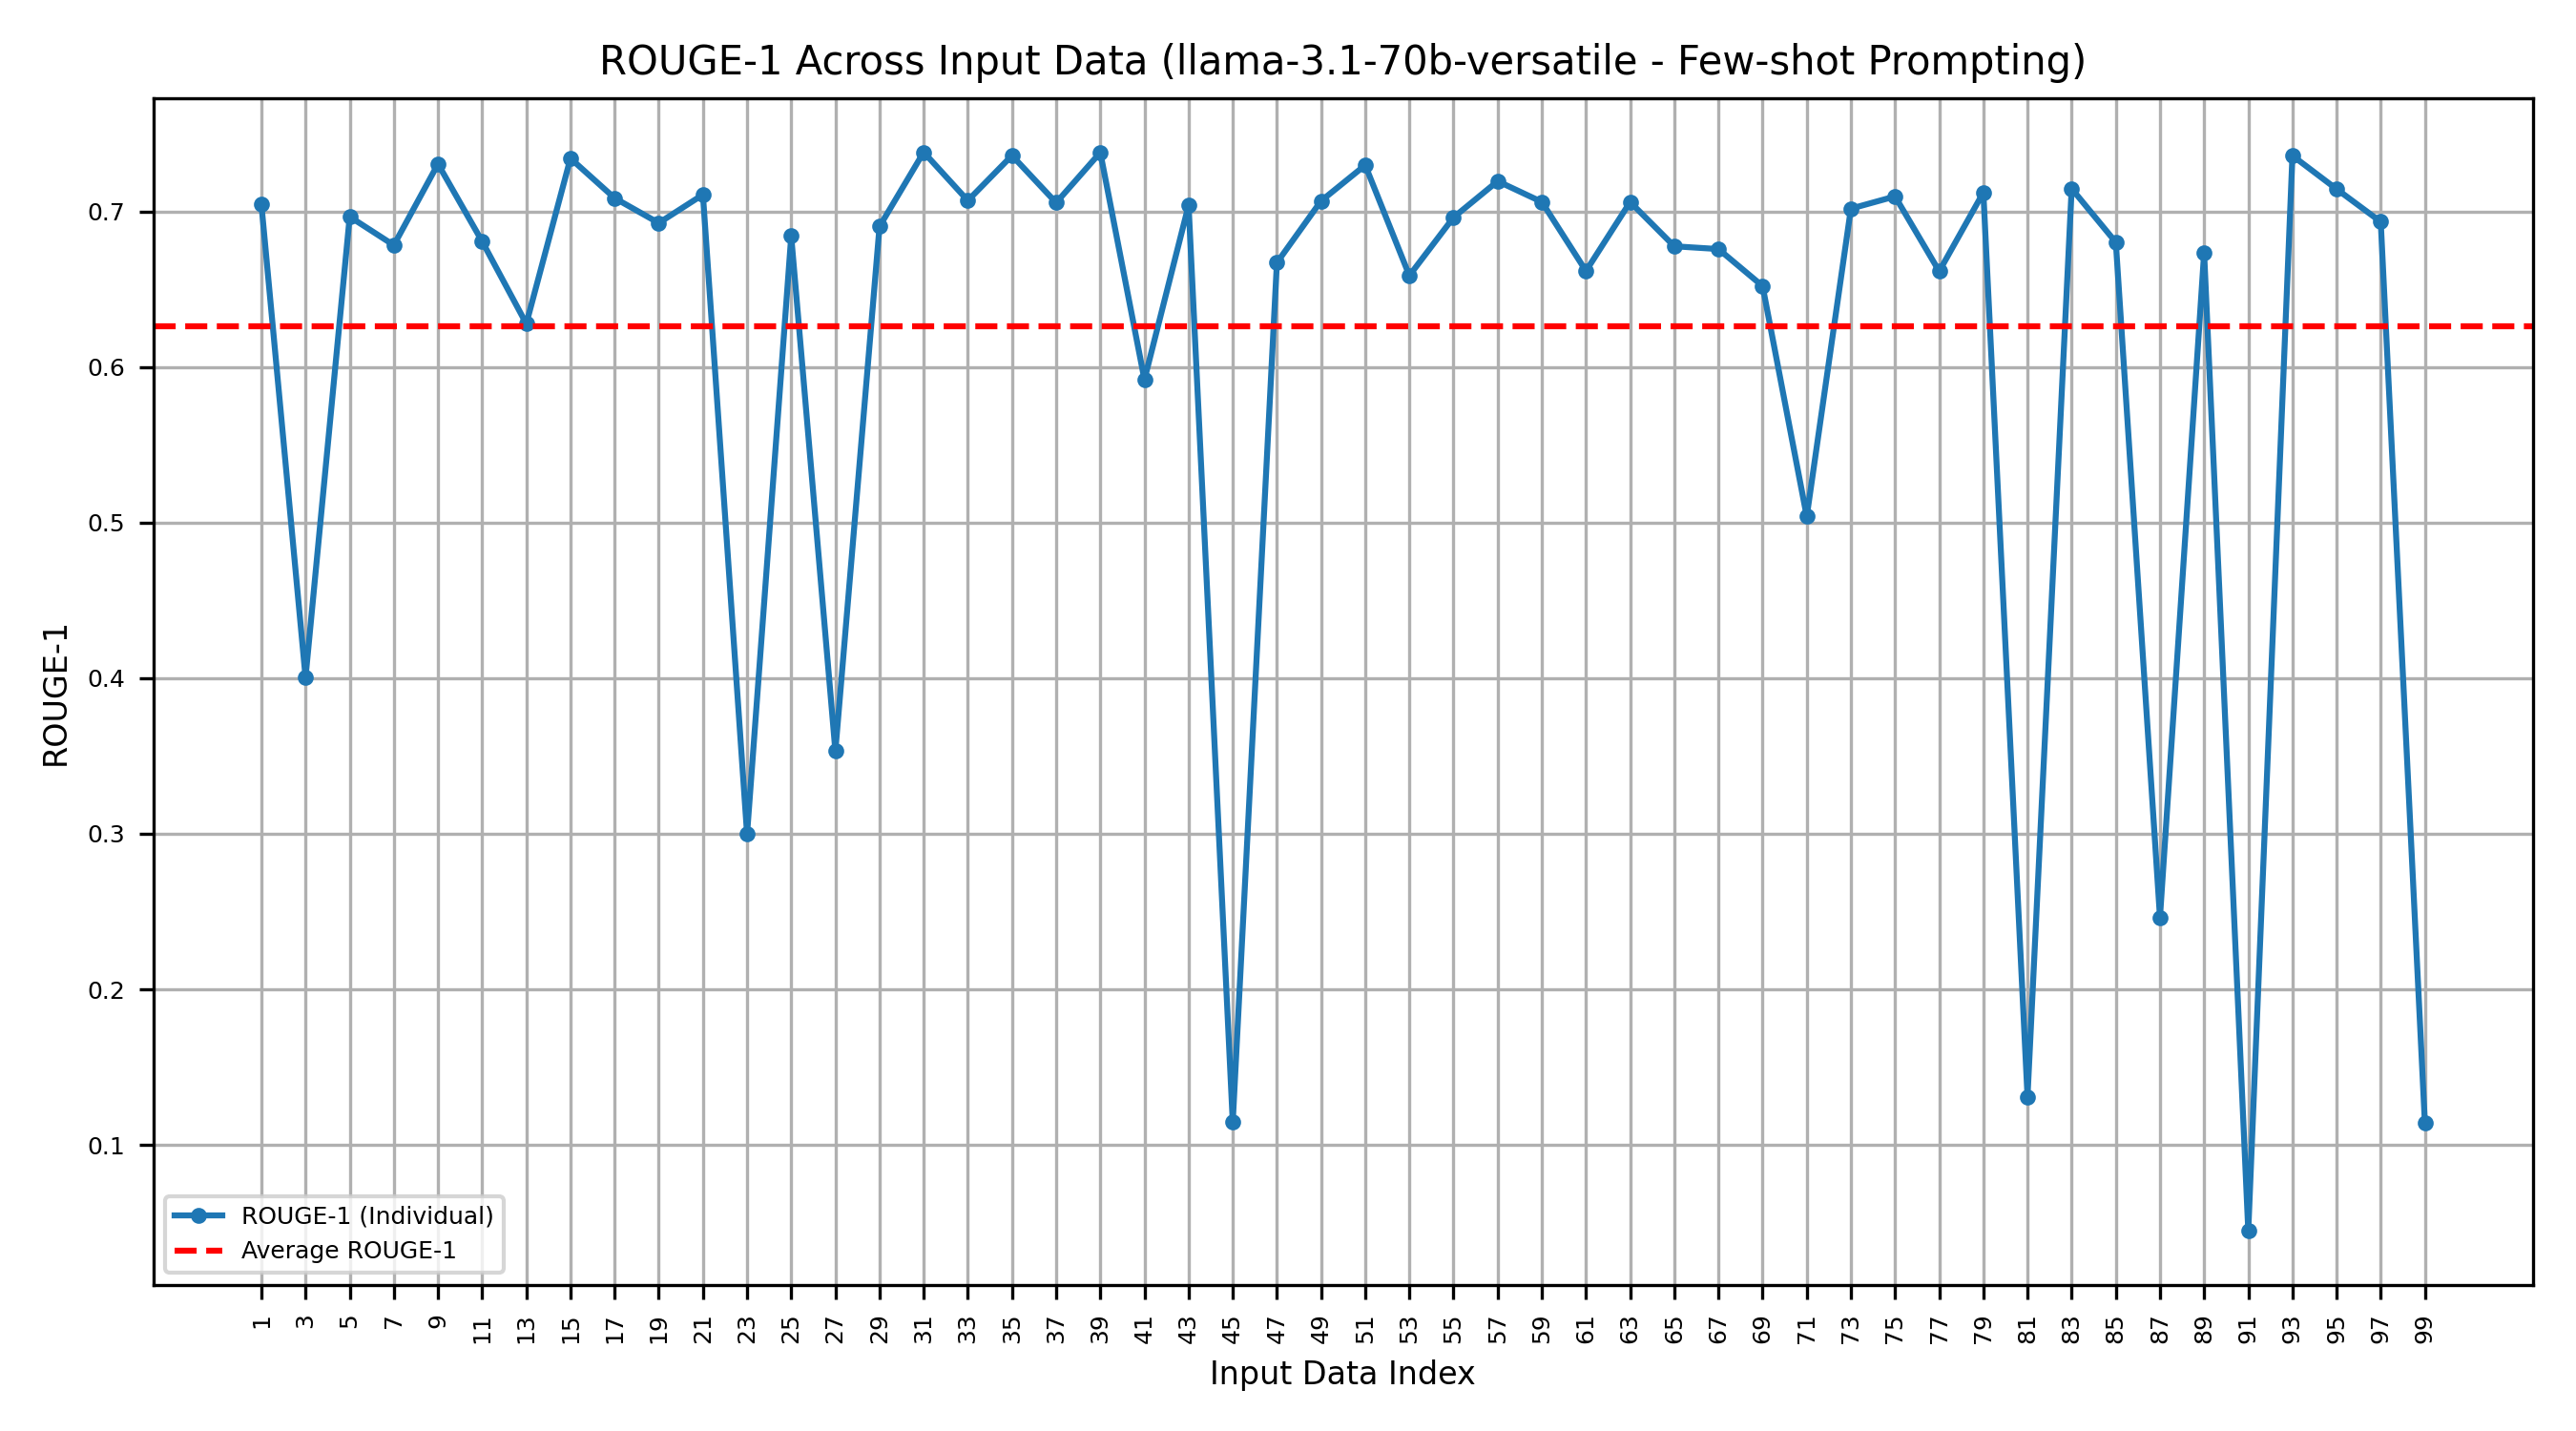 ROUGE-1 Across Input Data (llama-3.1-70b-versatile - Few-shot Prompting)
ROUGE-1
0.7
0.6
0.5
0.4
0.3
0.2
0.1
ROUGE-1 (Individual)
Average ROUGE-1
1 3 5 7 9 11 13 15 17 19 21 23 25 27 29 31 33 35 37 39 41 43 45 47 49 51 53 55 57 59 61 63 65 67 69 71 73 75 77 79 81 83 85 87 89 91 93 95 97 99
Input Data Index